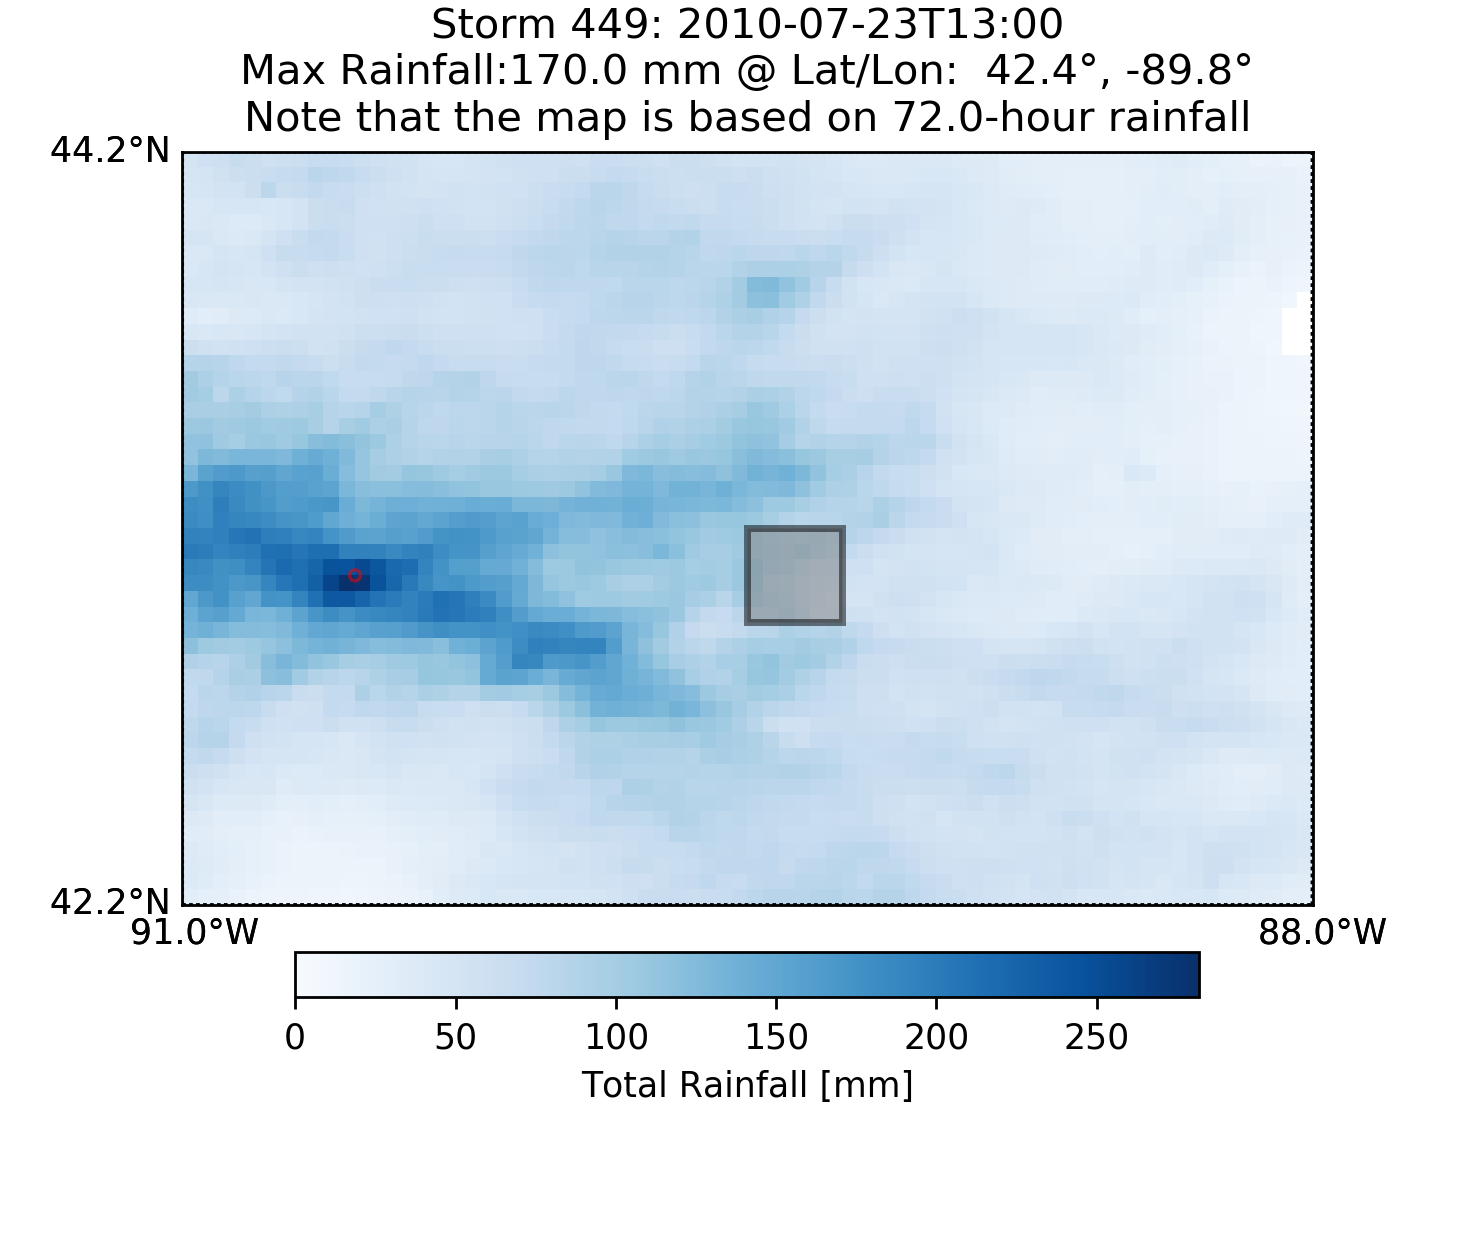 Storm 449: 2010-07-23T13:00
Max Rainfall:170.0 mm @ Lat/Lon:  42.4°, -89.8°
Note that the map is based on 72.0-hour rainfall
44.2°N
42.2°N
91.0°W
88.0°W
0 50 100 150 200 250
Total Rainfall [mm]